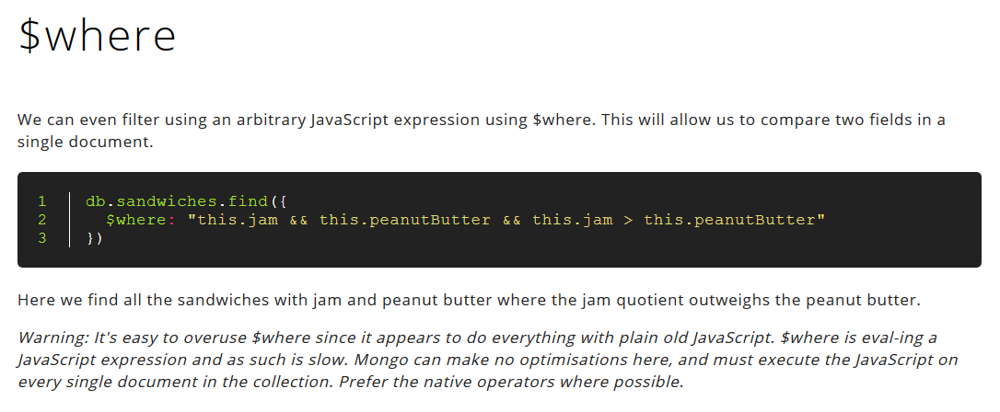 $where
We can even filter using an arbitrary JavaScript expression using $where. This will allow us to compare two fields in a
single document.
1 db.sandwiches.find({
2 $where: "this.jam && this.peanutButter && this.jam > this.peanutButter"
3 })
Here we find all the sandwiches with jam and peanut butter where the jam quotient outweighs the peanut butter.
Warning: It's easy to overuse $where since it appears to do everything with plain old JavaScript. $where is eval-ing a
JavaScript expression and as such is slow. Mongo can make no optimisations here, and must execute the JavaScript on
every single document in the collection. Prefer the native operators where possible.